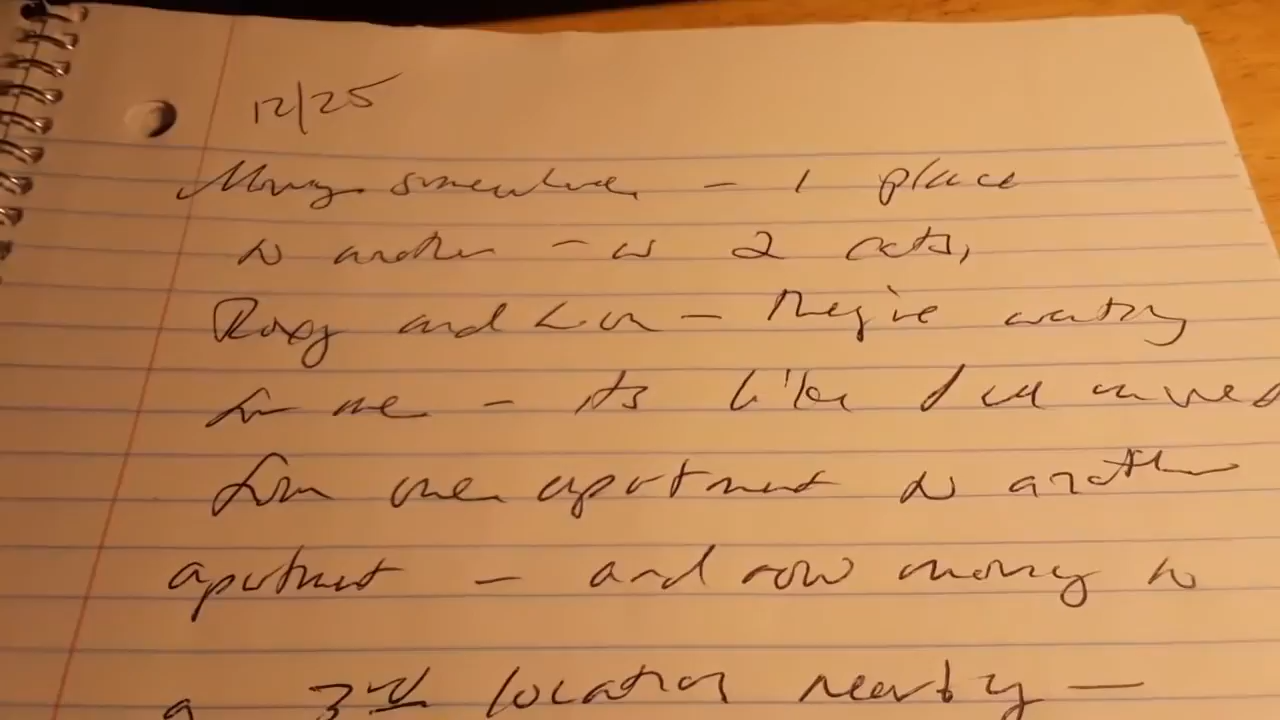 12/25
Moving somewhere - 1 place
to another - w 2 cats,
Roxy and - They're waiting
for me - its like I'd moved
from one apartment to another
apartment - and now moving to
a 3rd location nearby -